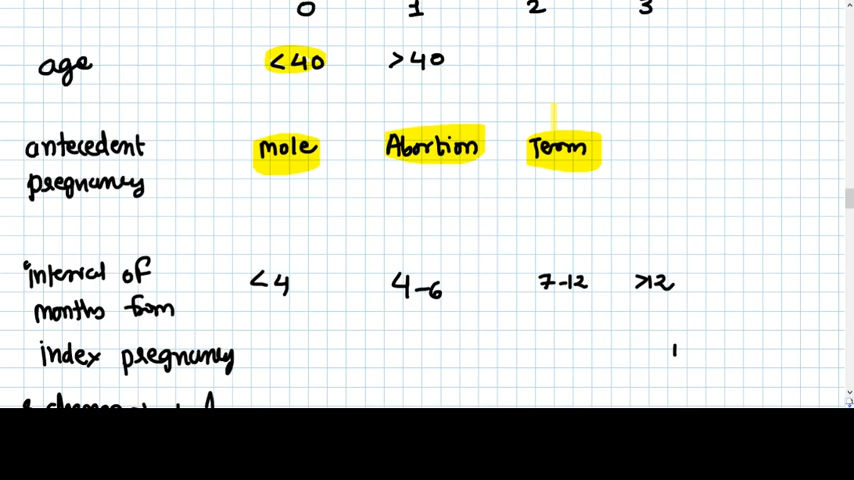 0 1 2 3
age <40 >40
antecedent mole Abortion Term
pregnancy
interval of <4 4-6 7-12 >12
months from
index pregnancy